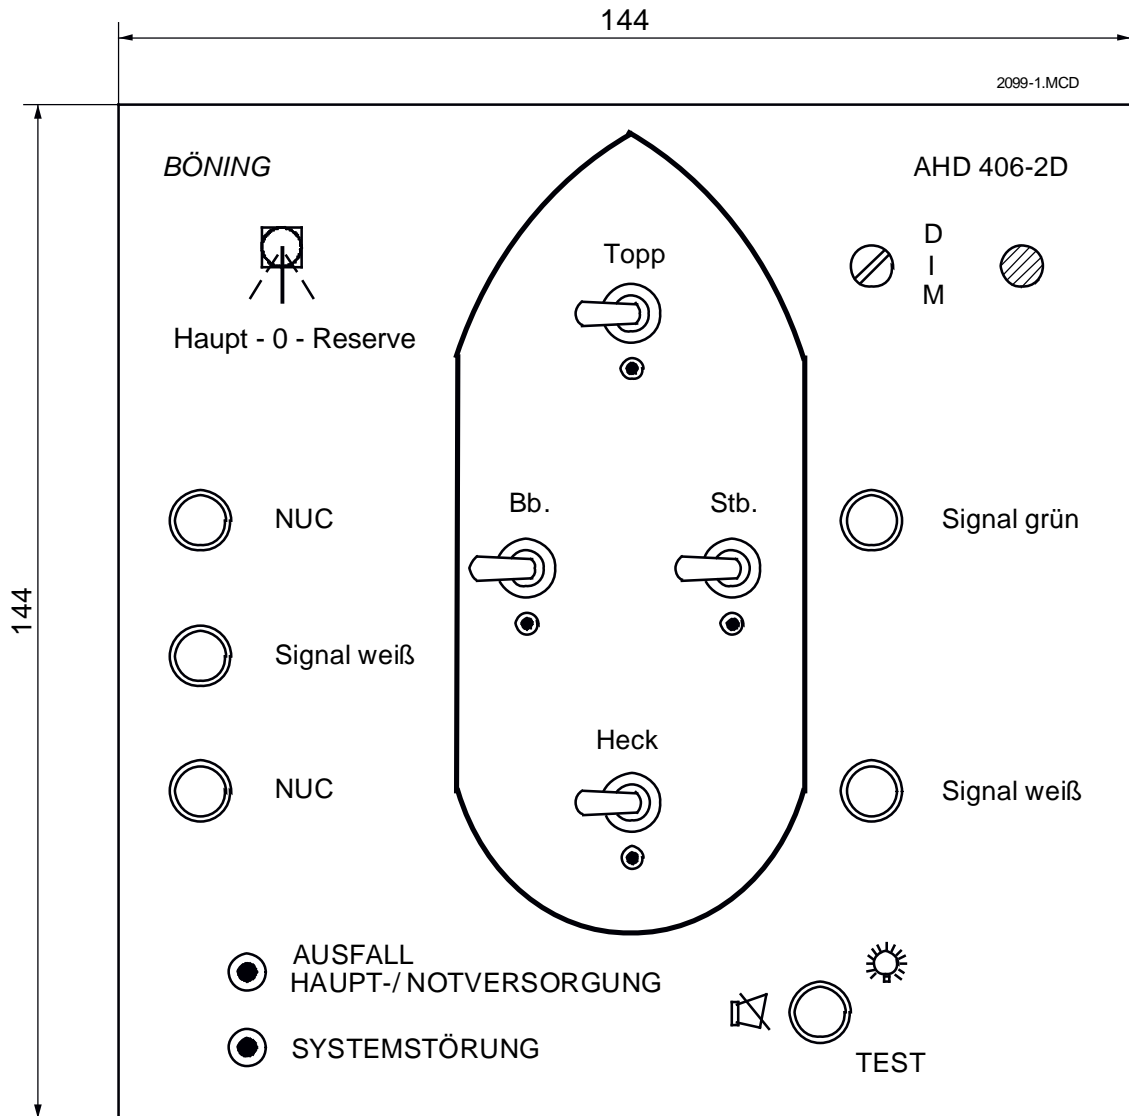 144
2099-1.MCD
BÖNING
AHD 406-2D
D
I
M
Topp
Haupt - 0 - Reserve
Bb.
Stb.
NUC
Signal grün
144
Signal weiß
Heck
NUC
Signal weiß
AUSFALL
HAUPT-/ NOTVERSORGUNG
SYSTEMSTÖRUNG
TEST